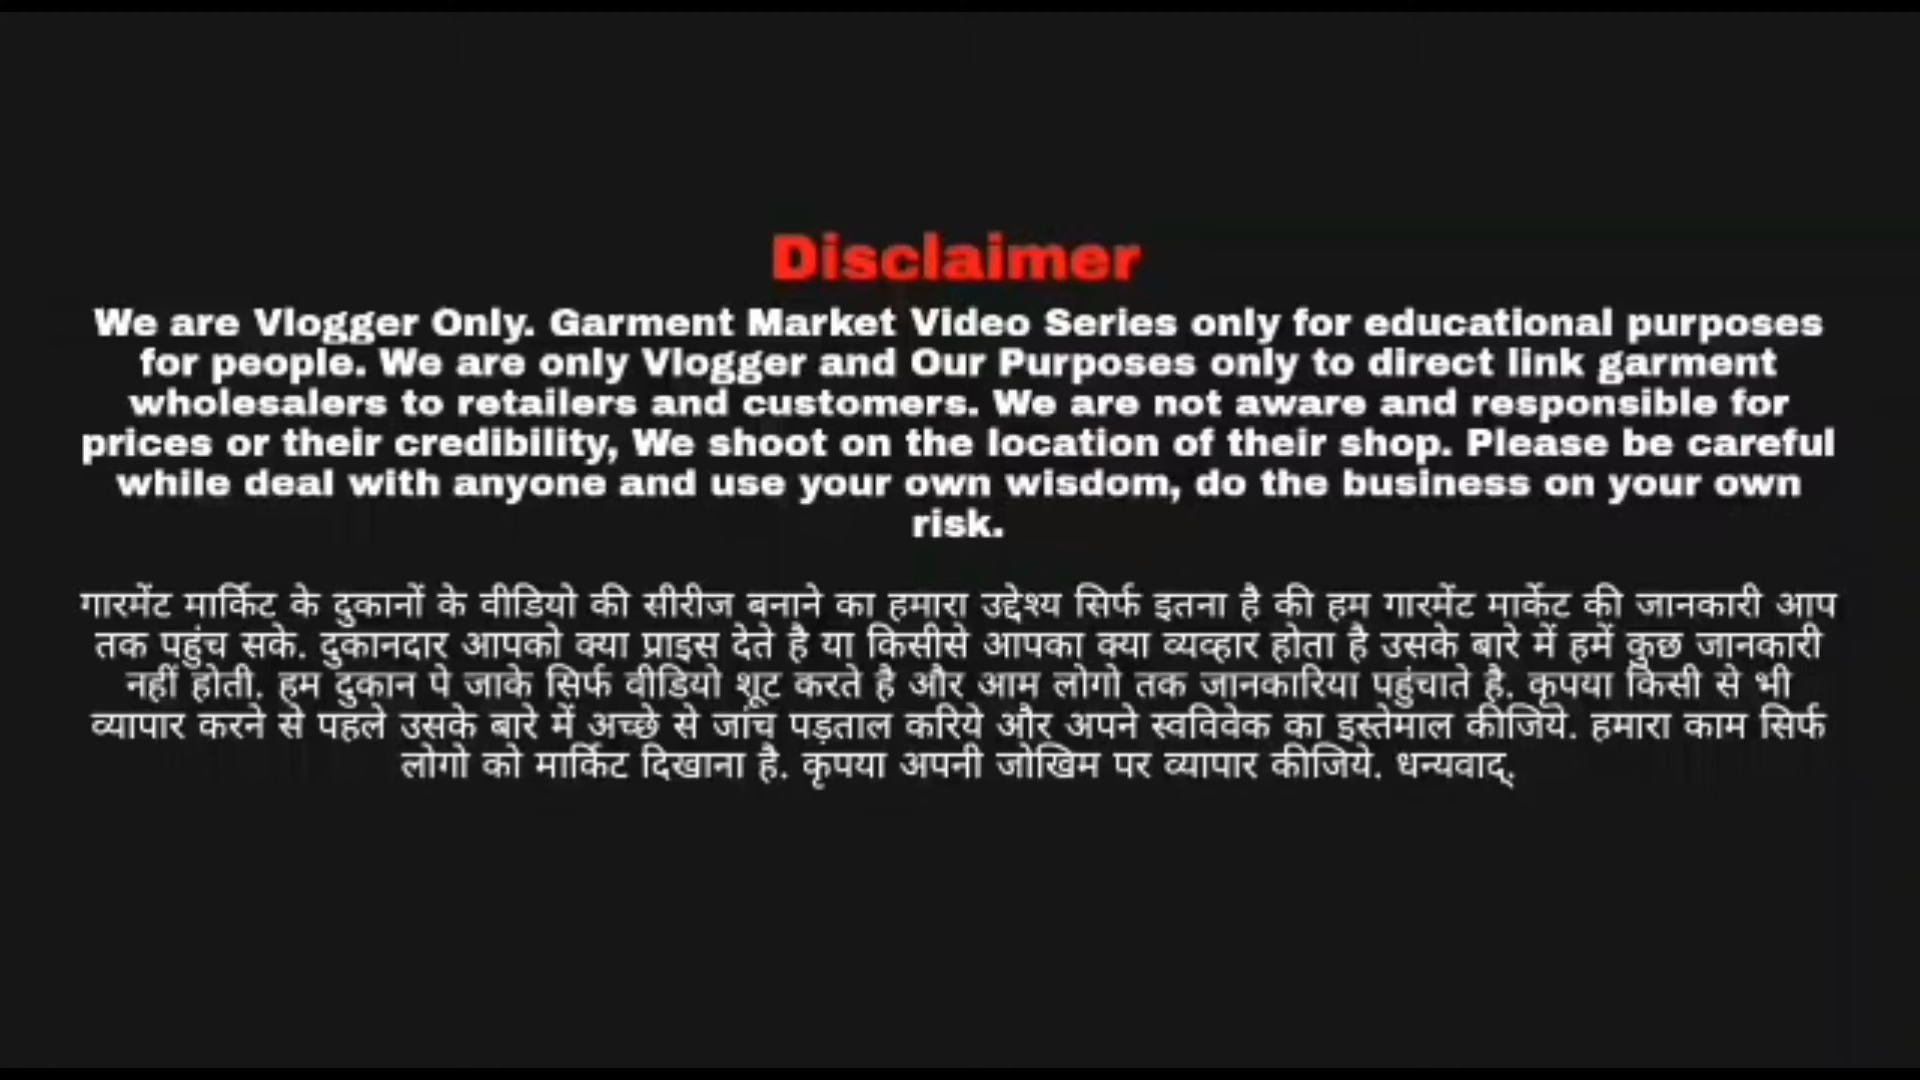 Disclaimer
We are Vlogger Only. Garment Market Video Series only for educational purposes
for people. We are only Vlogger and Our Purposes only to direct link garment
wholesalers to retailers and customers. We are not aware and responsible for
prices or their credibility, We shoot on the location of their shop. Please be careful
while deal with anyone and use your own wisdom, do the business on your own
risk.
गारमेंट मार्किट के दुकानों के वीडियो की सीरीज बनाने का हमारा उद्देश्य सिर्फ इतना है की हम गारमेंट मार्केट की जानकारी आप
तक पहुंच सके. दुकानदार आपको क्या प्राइस देते है या किसीसे आपका क्या व्यव्हार होता है उसके बारे में हमें कुछ जानकारी
नहीं होती. हम दुकान पे जाके सिर्फ वीडियो शूट करते है और आम लोगो तक जानकारिया पहुंचाते है. कृपया किसी से भी
व्यापार करने से पहले उसके बारे में अच्छे से जांच पड़ताल करिये और अपने स्वविवेक का इस्तेमाल कीजिये. हमारा काम सिर्फ
लोगो को मार्किट दिखाना है. कृपया अपनी जोखिम पर व्यापार कीजिये. धन्यवाद्.